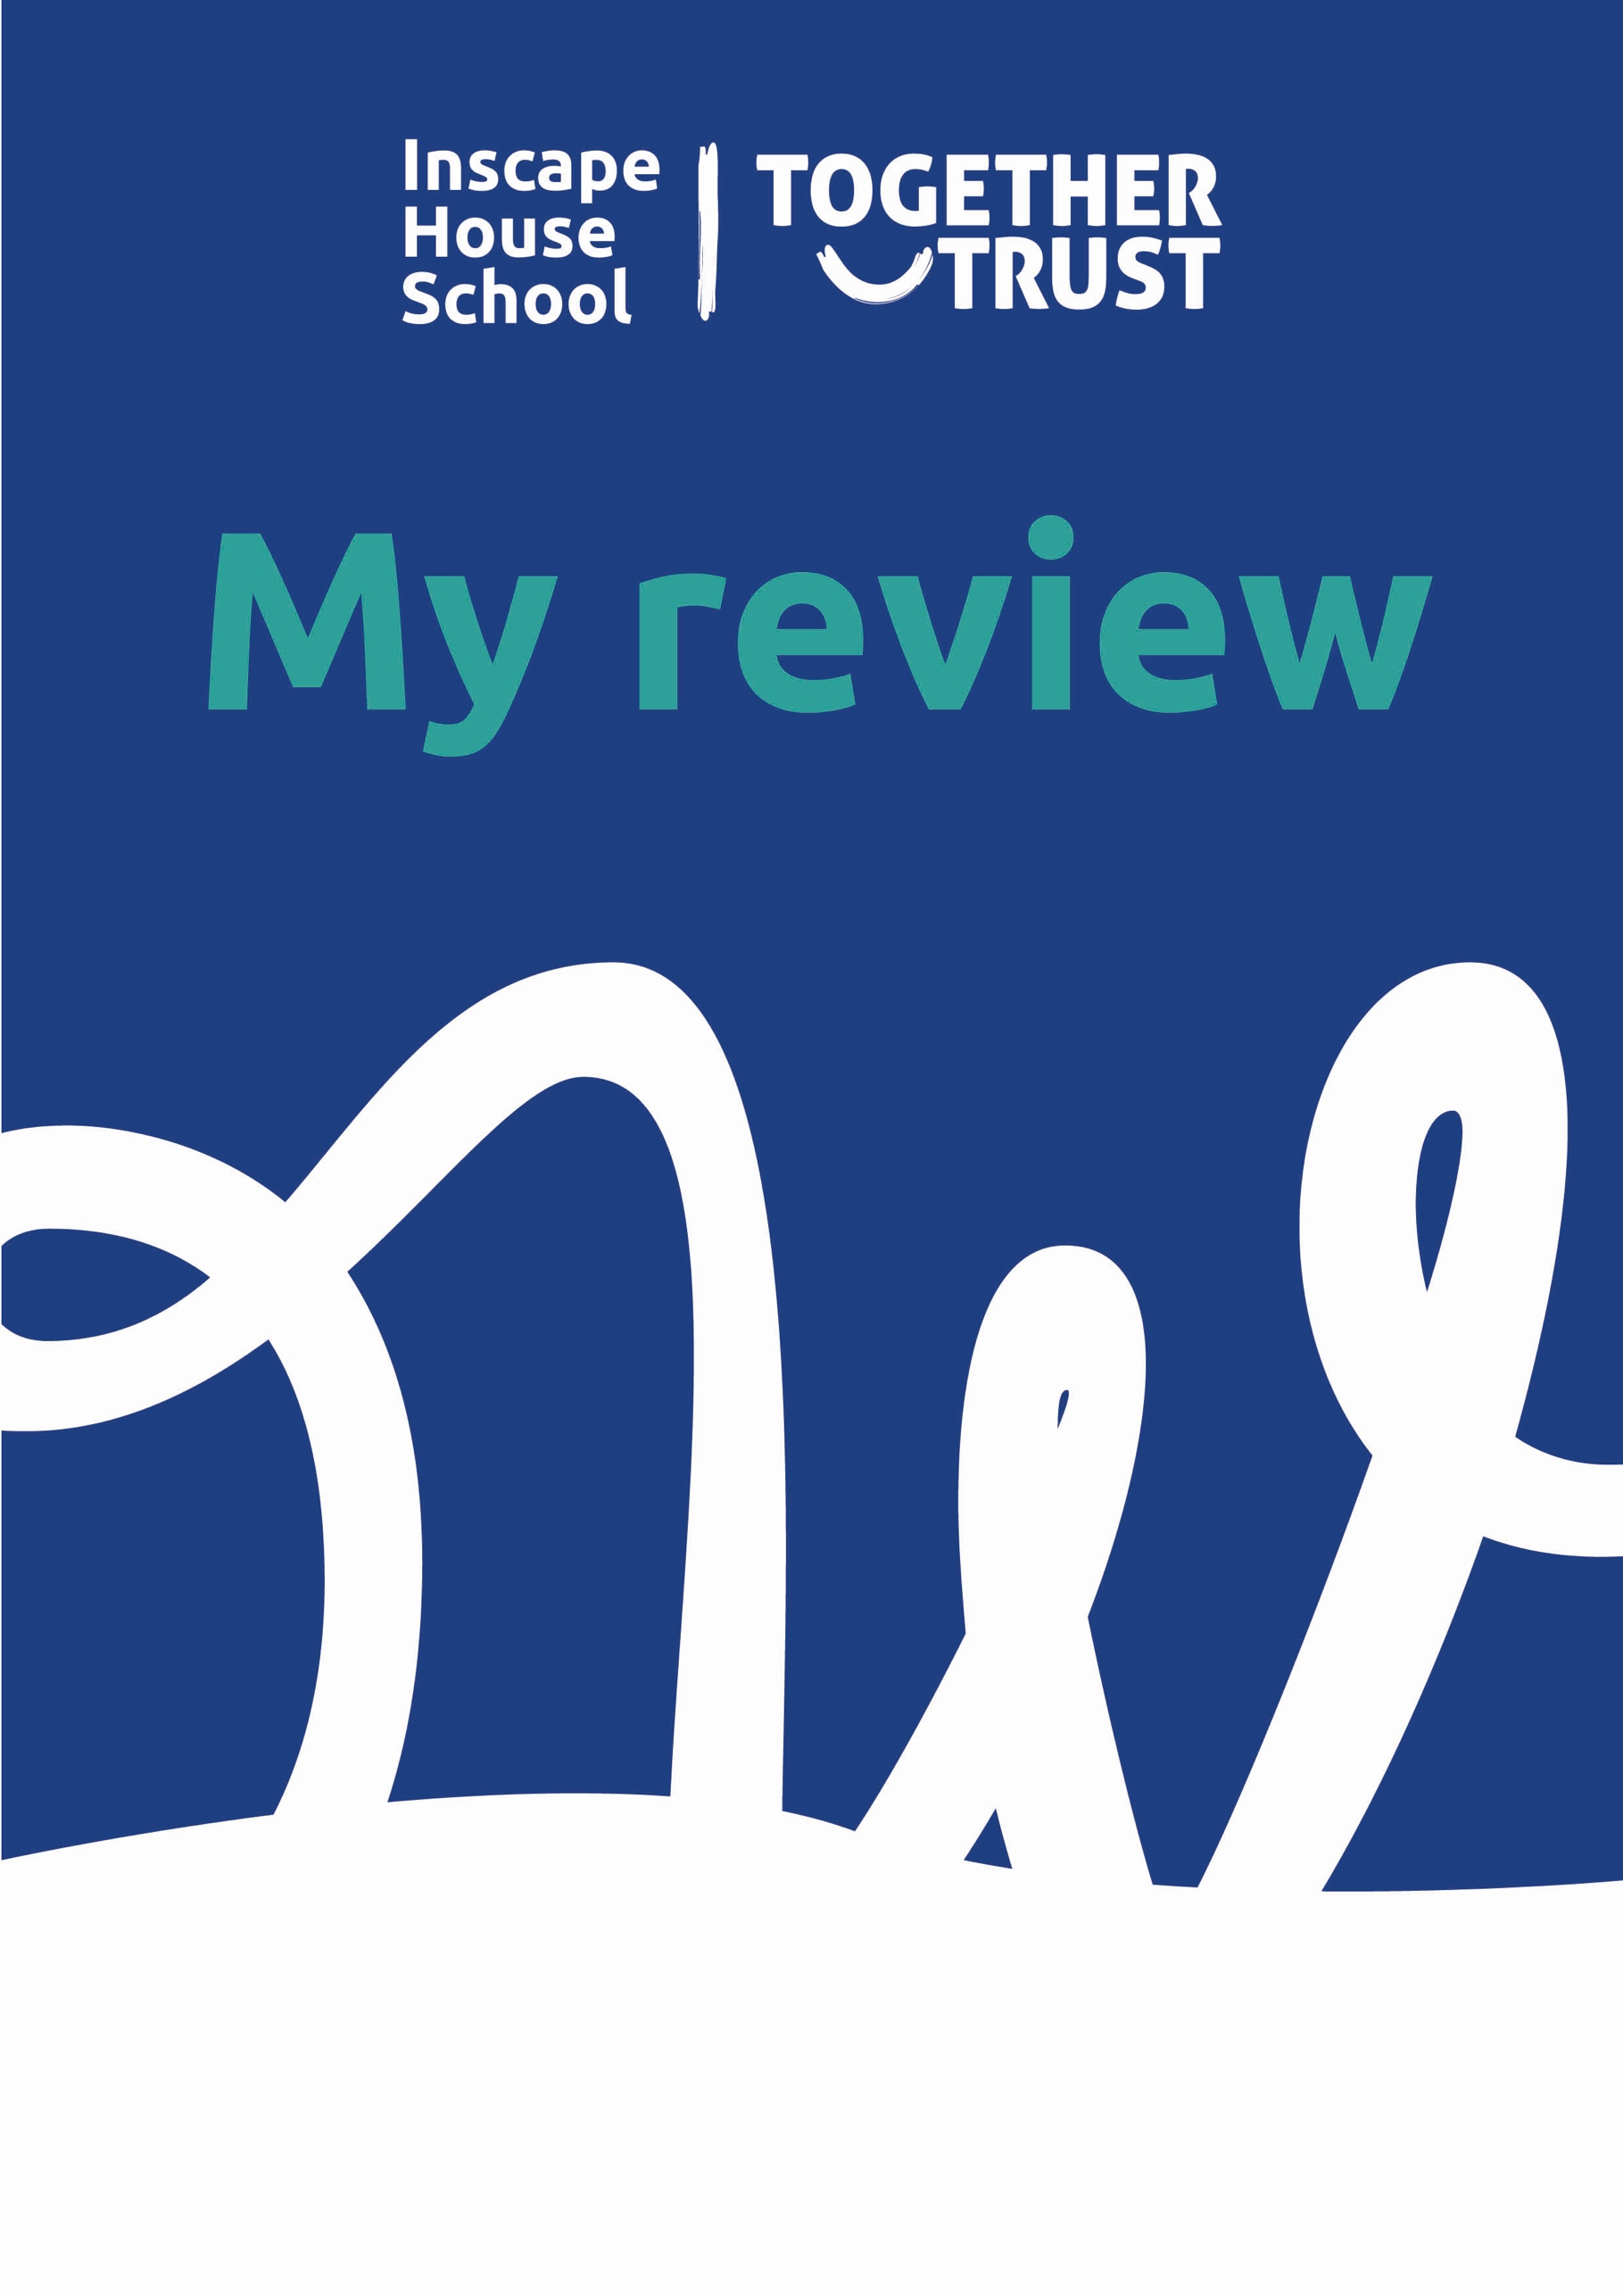 Inscape
House
School
TOGETHER
TRUST
My review